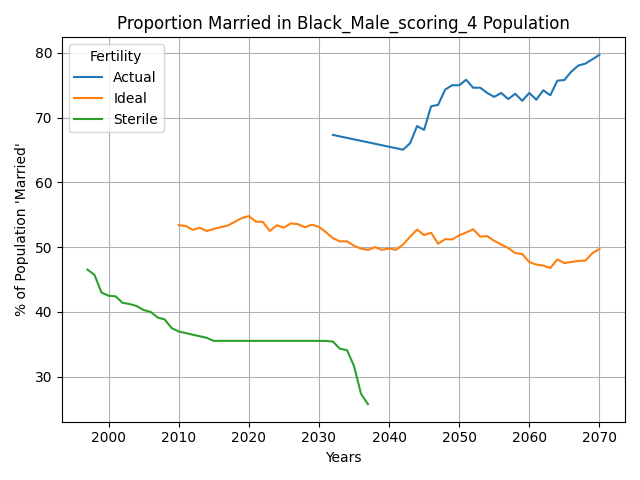 Proportion Married in Black_Male_scoring_4 Population
Fertility
Actual
Ideal
Sterile
% of Population 'Married'
80
70
60
50
40
30
2000 2010 2020 2030 2040 2050 2060 2070
Years